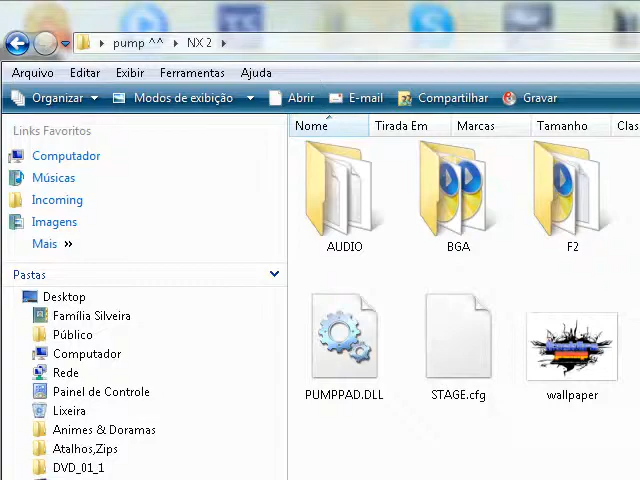 pump ^^ NX 2
Arquivo Editar Exibir Ferramentas Ajuda
Organizar Modos de exibição Abrir E-mail Compartilhar Gravar
Links Favoritos
Nome Tirada Em Marcas Tamanho Clas
Computador
Músicas
Incoming
Imagens
Mais »
AUDIO BGA F2
Pastas
Desktop
Família Silveira
Público
Computador
Rede
Painel de Controle
Lixeira
Animes & Doramas
Atalhos,Zips
DVD_01_1
PUMPPAD.DLL STAGE.cfg wallpaper